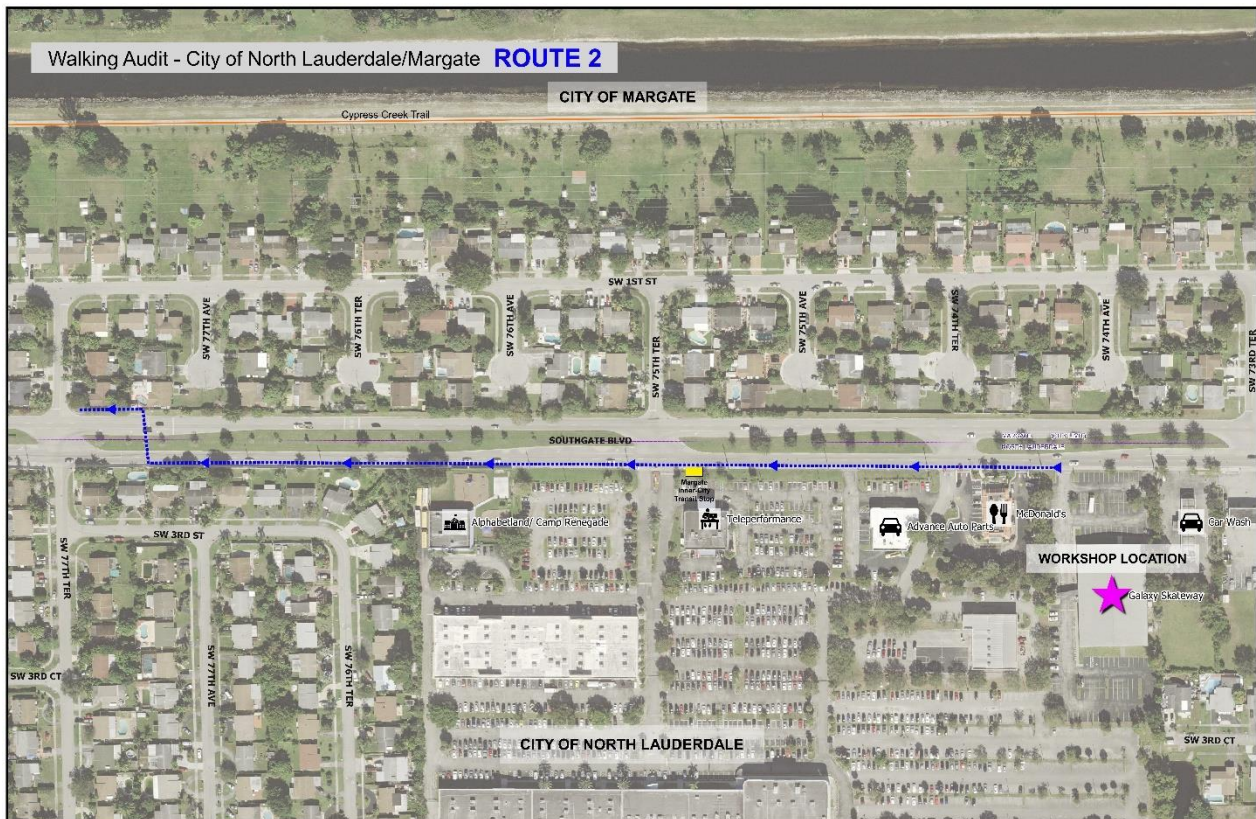 Walking Audit - City of North Lauderdale/Margate ROUTE 2
CITY OF MARGATE
Cypress Creek Trail
SW 1ST ST
SW 77TH AVE
SW 76TH TER
SW 76TH AVE
SW 75TH TER
SW 75TH AVE
SW 74TH TER
SW 74TH AVE
SW 73RD TER
SOUTHGATE BLVD
Margate
Inner-City
Transit Stop
Alphabetland/ Camp Renegade
Teleperformance
Advance Auto Parts
McDonald's
Car Wash
SW 3RD ST
SW 77TH TER
WORKSHOP LOCATION
Galaxy Skateway
SW 77TH AVE
SW 76TH TER
SW 3RD CT
CITY OF NORTH LAUDERDALE
SW 3RD CT